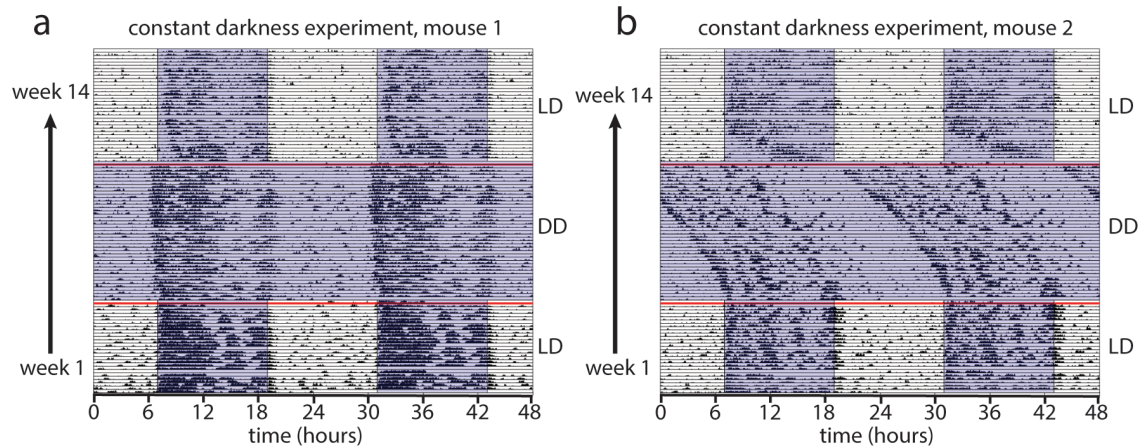 a
constant darkness experiment, mouse 1
week 14
week 1
LD
DD
LD
0 6 12 18 24 30 36 42 48
time (hours)
b
constant darkness experiment, mouse 2
week 14
week 1
LD
DD
LD
0 6 12 18 24 30 36 42 48
time (hours)